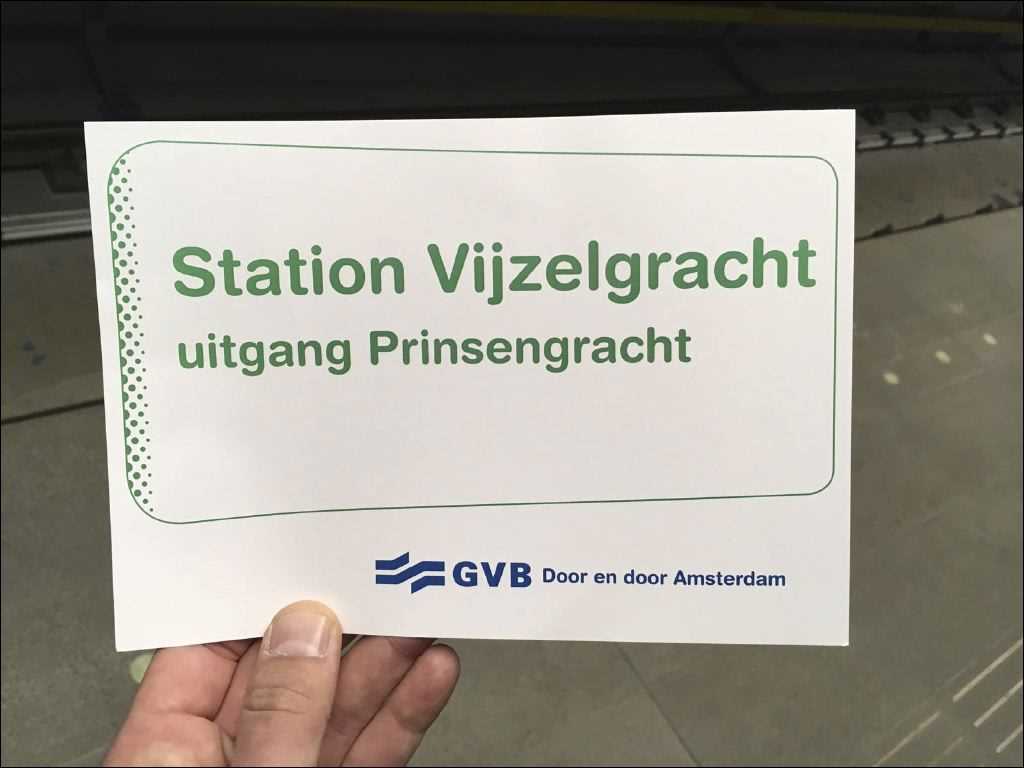 Station Vijzelgracht
uitgang Prinsengracht
GVB Door en door Amsterdam